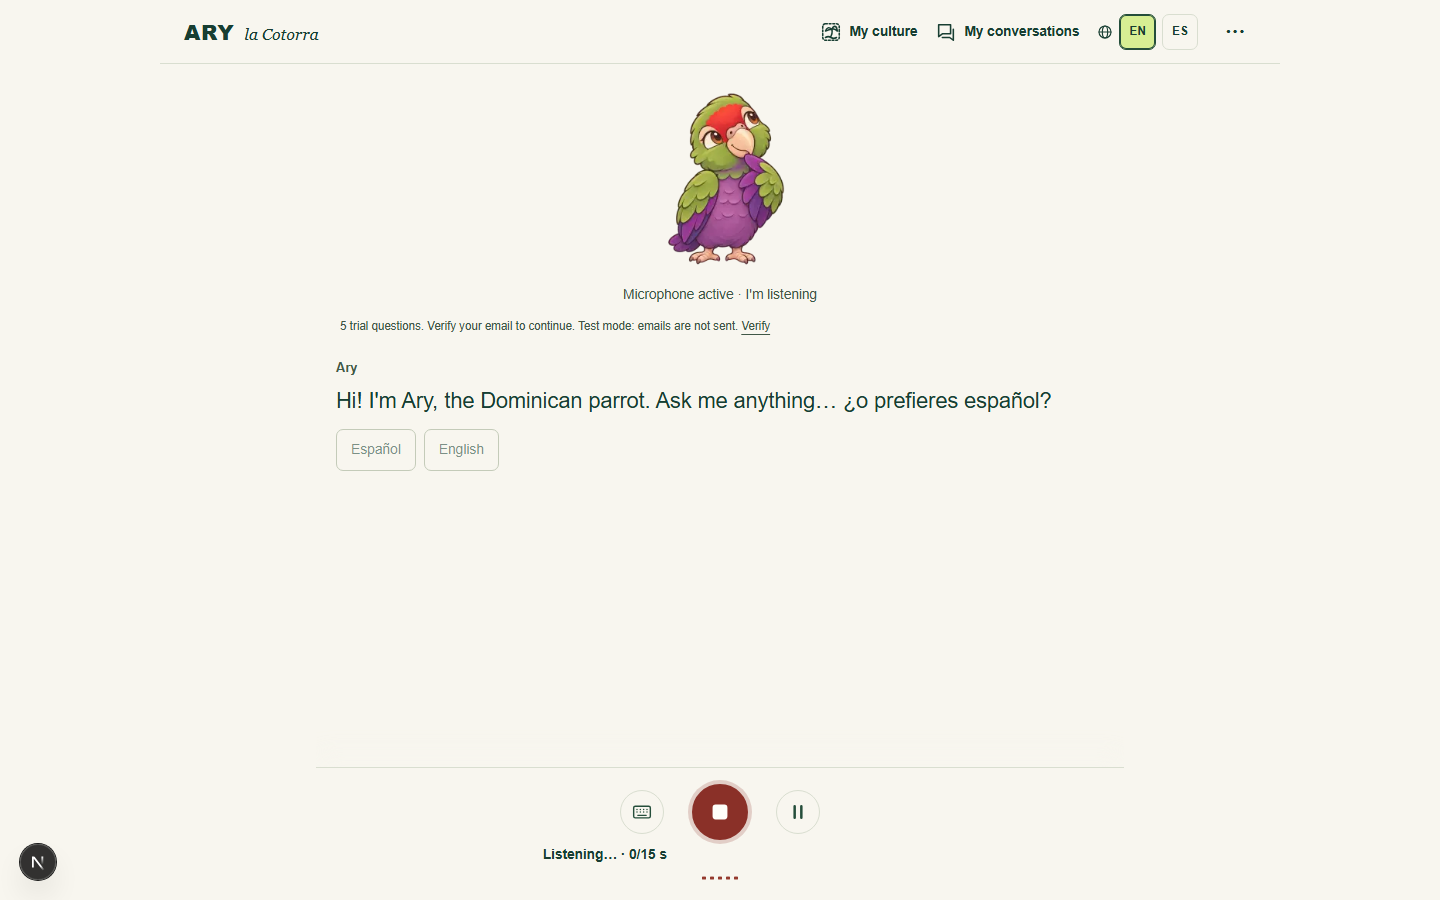 ARY la Cotorra
My culture
My conversations
EN
ES
Microphone active · I'm listening
5 trial questions. Verify your email to continue. Test mode: emails are not sent. Verify
Ary
Hi! I'm Ary, the Dominican parrot. Ask me anything… ¿o prefieres español?
Español
English
Listening… · 0/15 s
N